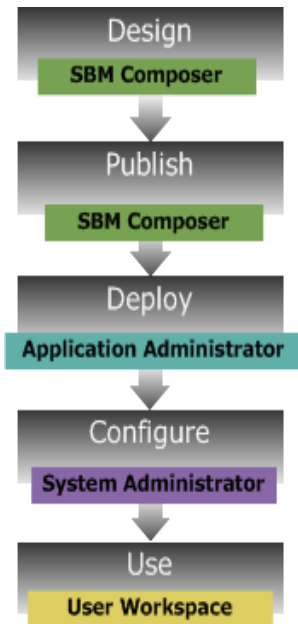 Design
SBM Composer
Publish
SBM Composer
Deploy
Application Administrator
Configure
System Administrator
Use
User Workspace